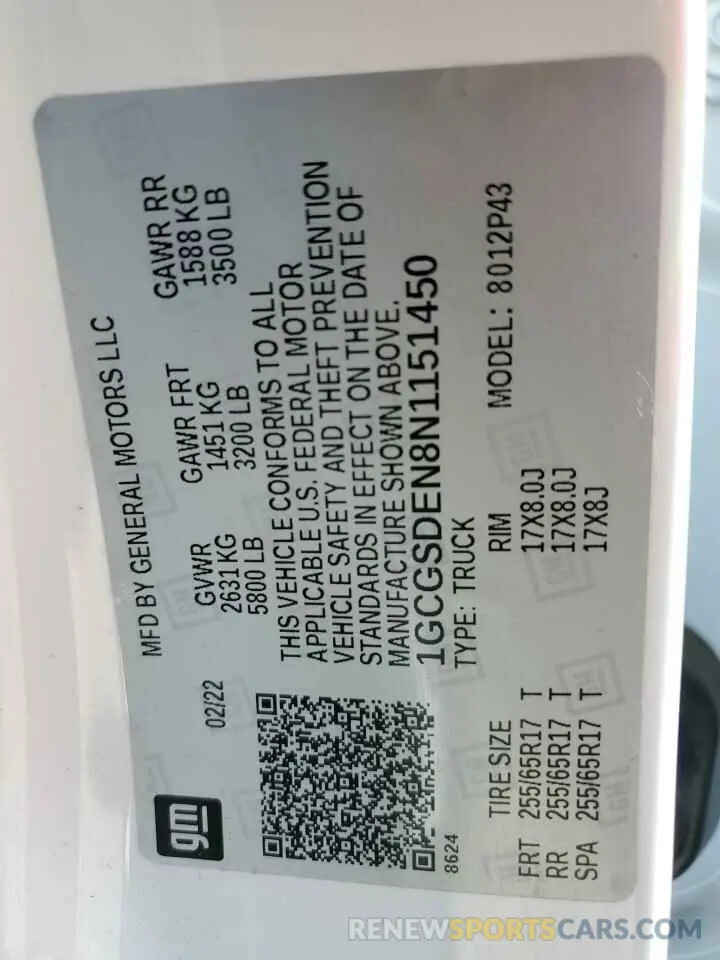 MFD BY GENERAL MOTORS LLC
02/22
GVWR GAWR FRT GAWR RR
2631KG 1451 KG 1588 KG
5800 LB 3200 LB 3500 LB
THIS VEHICLE CONFORMS TO ALL
APPLICABLE U.S. FEDERAL MOTOR
VEHICLE SAFETY AND THEFT PREVENTION
STANDARDS IN EFFECT ON THE DATE OF
MANUFACTURE SHOWN ABOVE.
1GCGSDEN8N1151450
TYPE: TRUCK MODEL: 8012P43
gm
8624
TIRE SIZE RIM
FRT 255/65R17 T 17X8.0J
RR 255/65R17 T 17X8.0J
SPA 255/65R17 T 17X8J
RENEWSPORTSCARS.COM